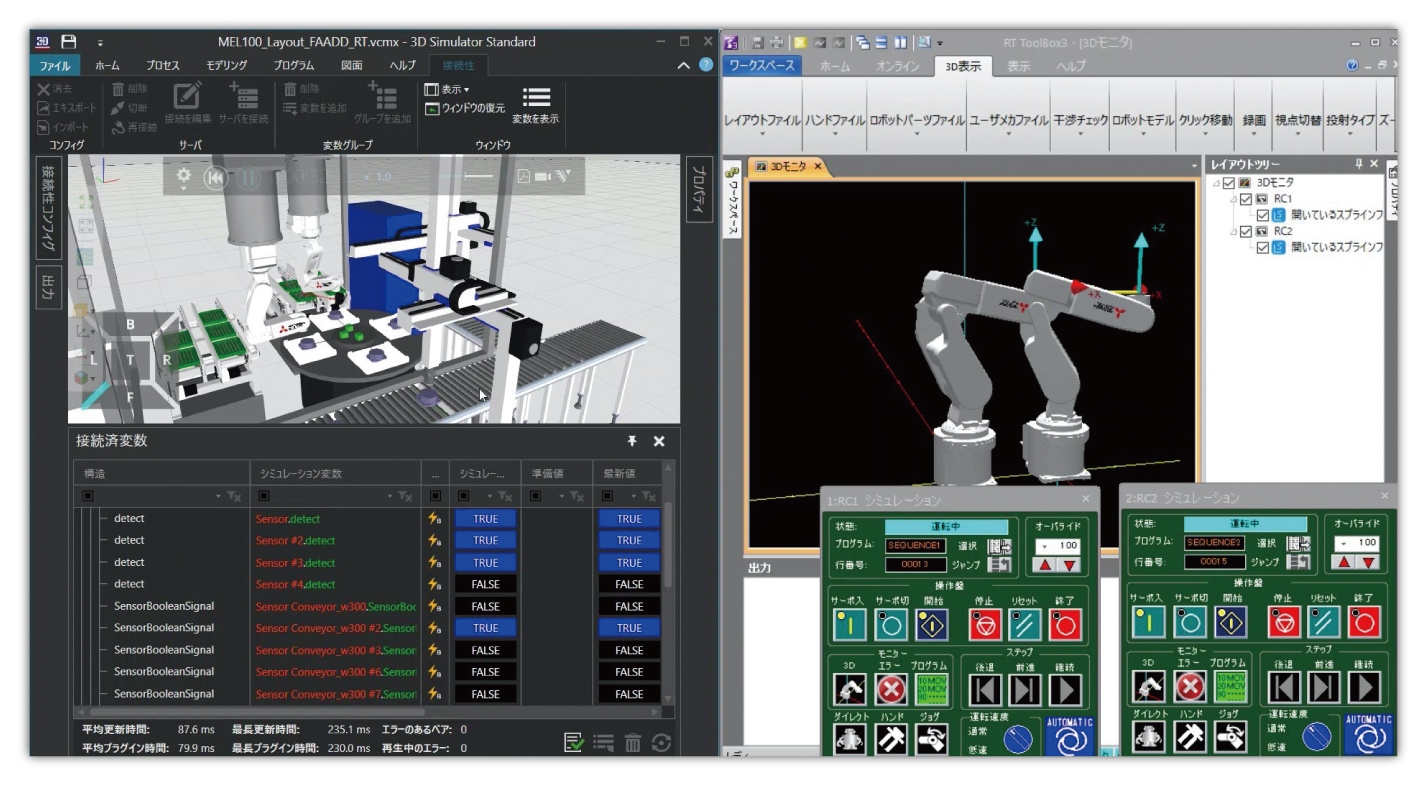 MEL100_Layout_FAADD_RT.vcmx - 3D Simulator Standard
ファイル ホーム プロセス モデリング プログラム 図面 ヘルプ 接続性
消去 削除 削除 表示
エキスポート 切断 接続を編集 サーバを接続 変数を追加 グループを追加 ウィンドウの復元 変数を表示
インポート 再接続
コンフィグ サーバ 変数グループ ウィンドウ
接続性コンフィグ
出力
プロパティ
1.0
B
L T R
F
MITSUBISHI
接続済変数
構造 シミュレーション変数 ... シミュレー... 準備値 最新値
detect Sensor.detect TRUE TRUE
detect Sensor #2.detect TRUE TRUE
detect Sensor #3.detect TRUE TRUE
detect Sensor #4.detect FALSE FALSE
SensorBooleanSignal Sensor Conveyor_w300.SensorBoo FALSE FALSE
SensorBooleanSignal Sensor Conveyor_w300 #2.Sensor TRUE TRUE
SensorBooleanSignal Sensor Conveyor_w300 #3.Sensor FALSE FALSE
SensorBooleanSignal Sensor Conveyor_w300 #6.Sensor FALSE FALSE
SensorBooleanSignal Sensor Conveyor_w300 #7.Sensor FALSE FALSE
平均更新時間: 87.6 ms 最長更新時間: 235.1 ms エラーのあるペア: 0
平均プラグイン時間: 79.9 ms 最長プラグイン時間: 230.0 ms 再生中のエラー: 0
RT ToolBox3 - [3Dモニタ]
ワークスペース ホーム オンライン 3D表示 表示 ヘルプ
レイアウトファイル ハンドファイル ロボットパーツファイル ユーザメカファイル 干渉チェック ロボットモデル クリック移動 録画 視点切替 投射タイプ ズー
ワークスペース
3Dモニタ
+Z +Z
+X +X
レイアウトツリー
3Dモニタ
RC1
開いているスプラインフ
RC2
開いているスプラインフ
プロパティ
出力
1:RC1 シミュレーション
状態: 運転中 オーバライド
プログラム: SEQUENCE1 選択 100
行番号: 00013 ジャンプ
操作盤
サーボ入 サーボ切 開始 停止 リセット 終了
モニター ステップ
3D エラー プログラム 後退 前進 継続
10MOV
20MOV
ダイレクト ハンド ジョグ 運転速度 AUTOMATIC
通常
低速
2:RC2 シミュレーション
状態: 運転中 オーバライド
プログラム: SEQUENCE2 選択 100
行番号: 00015 ジャンプ
操作盤
サーボ入 サーボ切 開始 停止 リセット 終了
モニター ステップ
3D エラー プログラム 後退 前進 継続
10MOV
20MOV
ダイレクト ハンド ジョグ 運転速度 AUTOMATIC
通常
低速